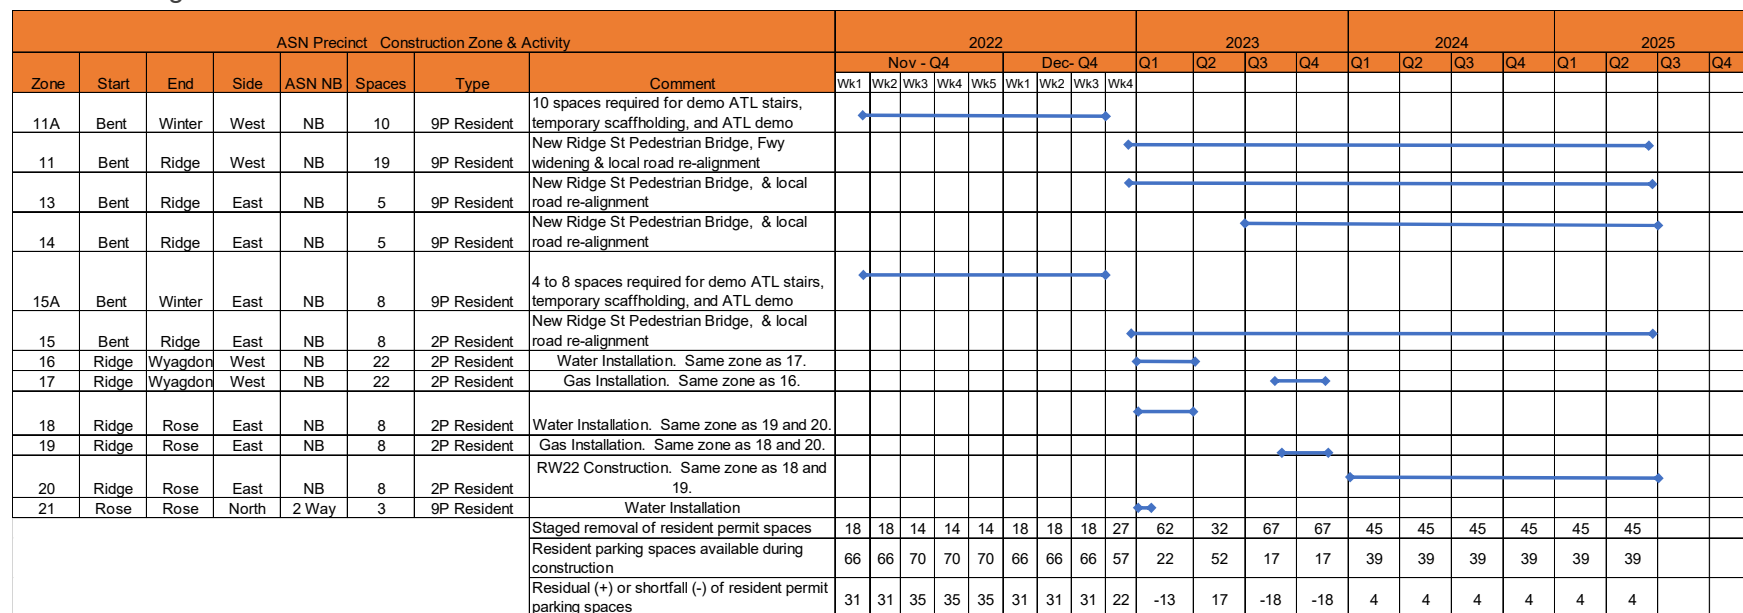 ASN Precinct Construction Zone & Activity 2022 2023 2024 2025
Nov - Q4 Dec- Q4 Q1 Q2 Q3 Q4 Q1 Q2 Q3 Q4 Q1 Q2 Q3 Q4
Zone Start End Side ASN NB Spaces Type Comment Wk1 Wk2 Wk3 Wk4 Wk5 Wk1 Wk2 Wk3 Wk4
10 spaces required for demo ATL stairs,
11A Bent Winter West NB 10 9P Resident temporary scaffholding, and ATL demo
New Ridge St Pedestrian Bridge, Fwy
11 Bent Ridge West NB 19 9P Resident widening & local road re-alignment
New Ridge St Pedestrian Bridge, & local
13 Bent Ridge East NB 5 9P Resident road re-alignment
New Ridge St Pedestrian Bridge, & local
14 Bent Ridge East NB 5 9P Resident road re-alignment
4 to 8 spaces required for demo ATL stairs,
15A Bent Winter East NB 8 9P Resident temporary scaffholding, and ATL demo
New Ridge St Pedestrian Bridge, & local
15 Bent Ridge East NB 8 2P Resident road re-alignment
16 Ridge Wyagdon West NB 22 2P Resident Water Installation. Same zone as 17.
17 Ridge Wyagdon West NB 22 2P Resident Gas Installation. Same zone as 16.
18 Ridge Rose East NB 8 2P Resident Water Installation. Same zone as 19 and 20.
19 Ridge Rose East NB 8 2P Resident Gas Installation. Same zone as 18 and 20.
RW22 Construction. Same zone as 18 and
20 Ridge Rose East NB 8 2P Resident 19.
21 Rose Rose North 2 Way 3 9P Resident Water Installation
Staged removal of resident permit spaces 18 18 14 14 14 18 18 18 27 62 32 67 67 45 45 45 45 45 45
Resident parking spaces available during
construction 66 66 70 70 70 66 66 66 57 22 52 17 17 39 39 39 39 39 39
Residual (+) or shortfall (-) of resident permit
parking spaces 31 31 35 35 35 31 31 31 22 -13 17 -18 -18 4 4 4 4 4 4